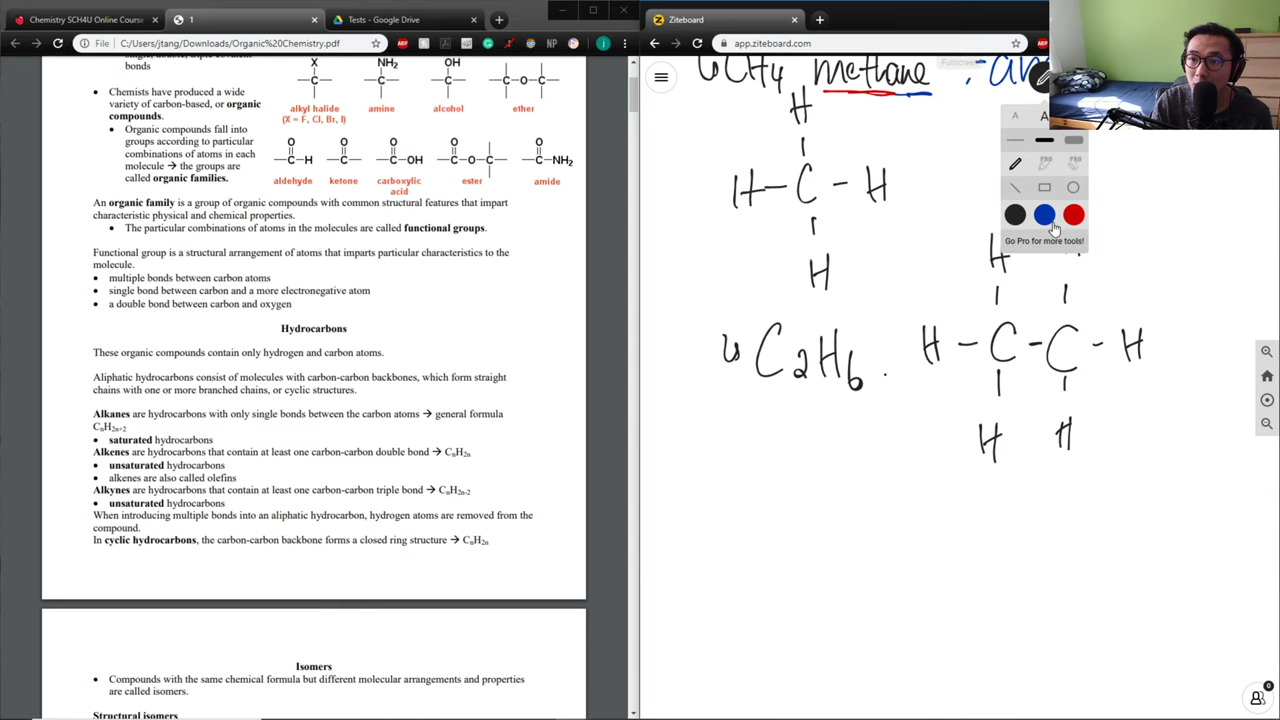 Chemistry SCH4U Online Course
1
Tests - Google Drive
File C:/Users/jtang/Downloads/Organic%20Chemistry.pdf
ABP
NP
j
bonds
Chemists have produced a wide
variety of carbon-based, or organic
compounds.
Organic compounds fall into
groups according to particular
combinations of atoms in each
molecule → the groups are
called organic families.
X
C
alkyl halide
(X = F, Cl, Br, I)
NH2
C
amine
OH
C
alcohol
C-O-C
ether
O
C-H
aldehyde
O
C
ketone
O
C-OH
carboxylic
acid
O
C-O-C
ester
O
C-NH2
amide
An organic family is a group of organic compounds with common structural features that impart
characteristic physical and chemical properties.
The particular combinations of atoms in the molecules are called functional groups.
Functional group is a structural arrangement of atoms that imparts particular characteristics to the
molecule.
multiple bonds between carbon atoms
single bond between carbon and a more electronegative atom
a double bond between carbon and oxygen
Hydrocarbons
These organic compounds contain only hydrogen and carbon atoms.
Aliphatic hydrocarbons consist of molecules with carbon-carbon backbones, which form straight
chains with one or more branched chains, or cyclic structures.
Alkanes are hydrocarbons with only single bonds between the carbon atoms → general formula
CnH2n+2
saturated hydrocarbons
Alkenes are hydrocarbons that contain at least one carbon-carbon double bond → CnH2n
unsaturated hydrocarbons
alkenes are also called olefins
Alkynes are hydrocarbons that contain at least one carbon-carbon triple bond → CnH2n-2
unsaturated hydrocarbons
When introducing multiple bonds into an aliphatic hydrocarbon, hydrogen atoms are removed from the
compound.
In cyclic hydrocarbons, the carbon-carbon backbone forms a closed ring structure → CnH2n
Isomers
Compounds with the same chemical formula but different molecular arrangements and properties
are called isomers.
Structural isomers
Ziteboard
app.ziteboard.com
Fullscreen
CH4 methane
H
H-C-H
H
A A
PRO PRO
Go Pro for more tools!
H
C2H6. H-C-C-H
H H
0